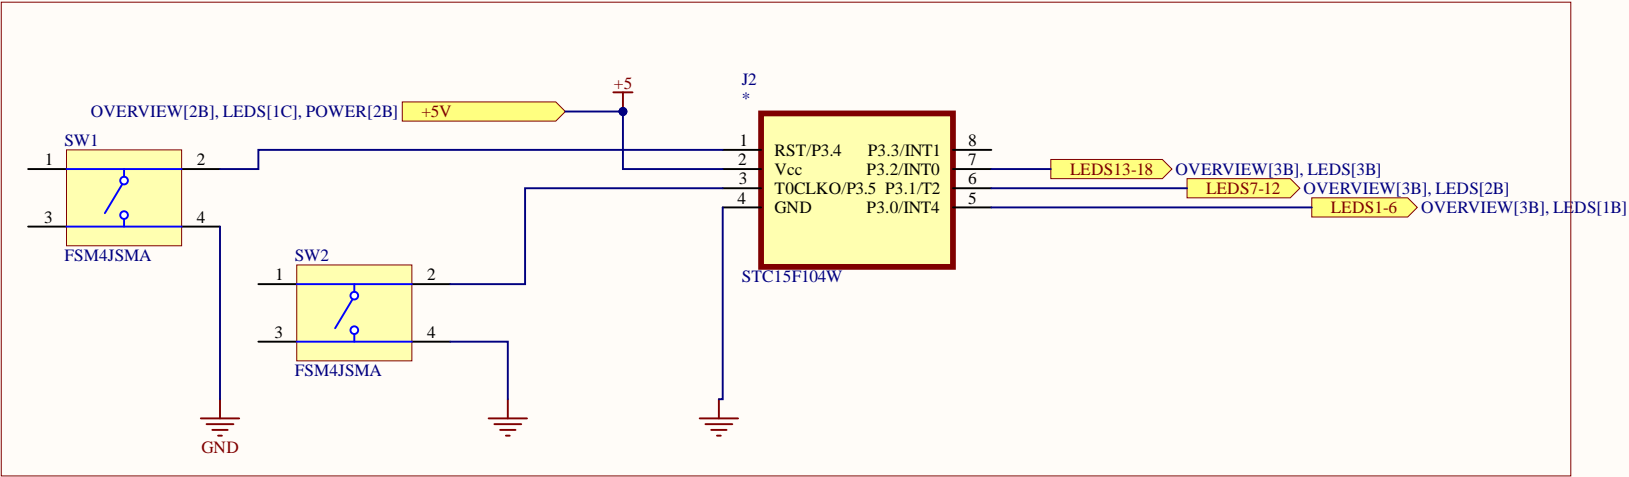 +5
J2
*
OVERVIEW[2B], LEDS[1C], POWER[2B] +5V
SW1
1 2
3 4
FSM4JSMA
1 RST/P3.4 P3.3/INT1 8
2 Vcc P3.2/INT0 7 LEDS13-18 OVERVIEW[3B], LEDS[3B]
3 T0CLKO/P3.5 P3.1/T2 6 LEDS7-12 OVERVIEW[3B], LEDS[2B]
4 GND P3.0/INT4 5 LEDS1-6 OVERVIEW[3B], LEDS[1B]
STC15F104W
SW2
1 2
3 4
FSM4JSMA
GND